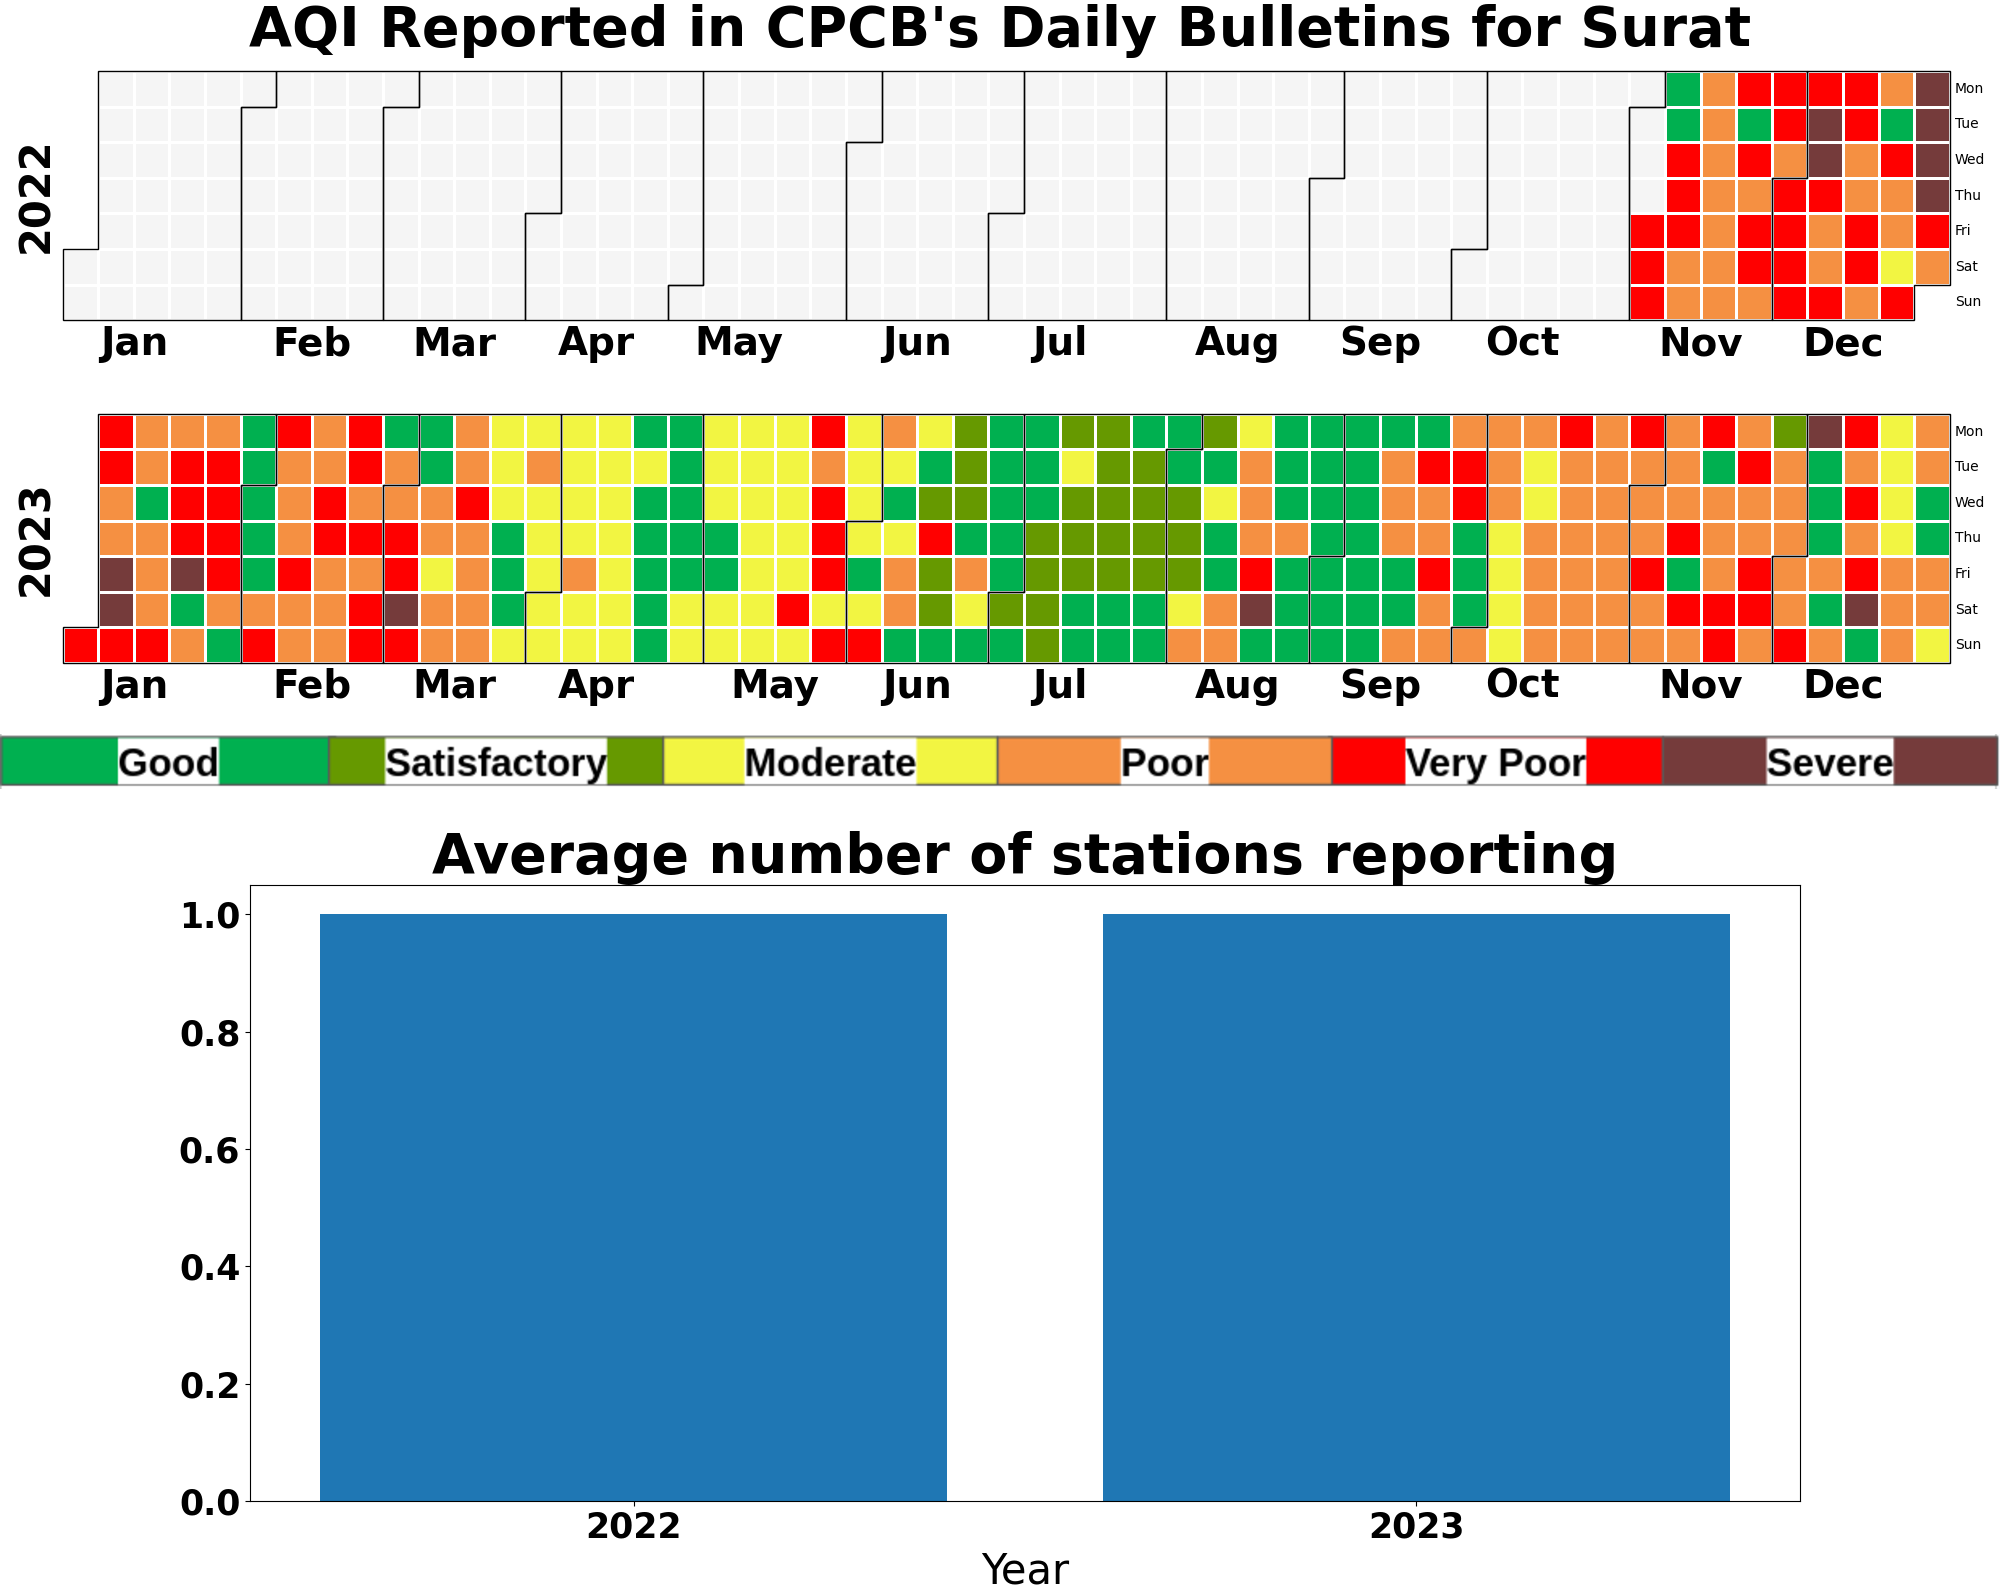 AQI Reported in CPCB's Daily Bulletins for Surat
2022
Mon
Tue
Wed
Thu
Fri
Sat
Sun
Jan Feb Mar Apr May Jun Jul Aug Sep Oct Nov Dec
2023
Mon
Tue
Wed
Thu
Fri
Sat
Sun
Jan Feb Mar Apr May Jun Jul Aug Sep Oct Nov Dec
Good Satisfactory Moderate Poor Very Poor Severe
Average number of stations reporting
1.0
0.8
0.6
0.4
0.2
0.0
2022 2023
Year